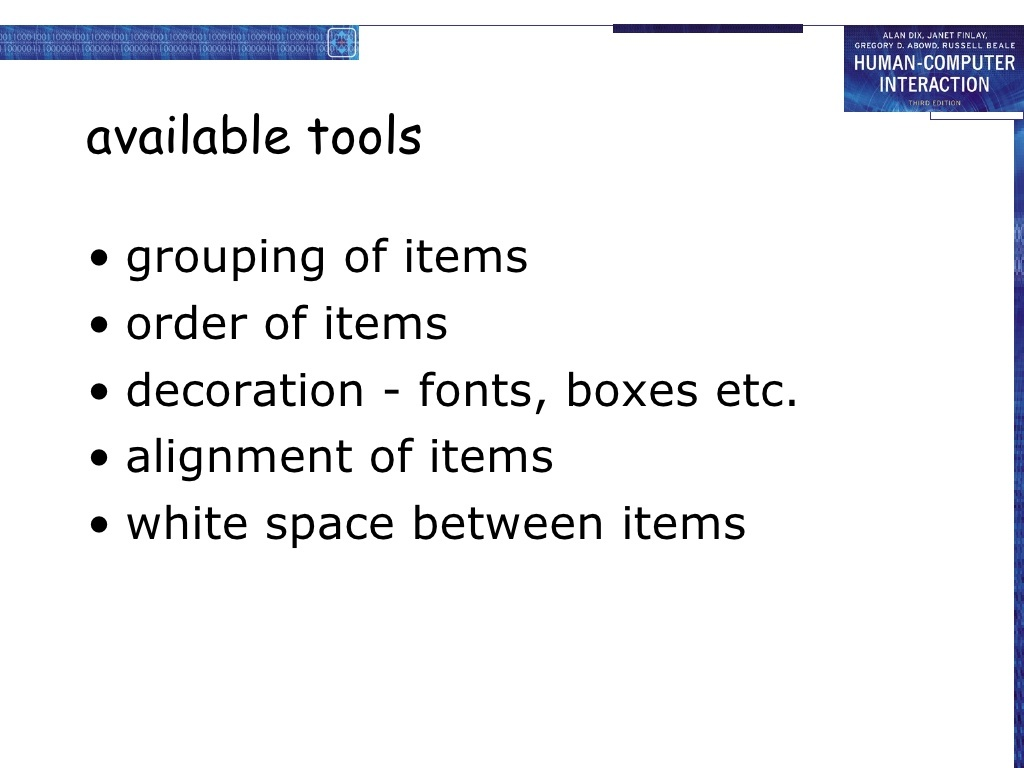 ALAN DIX, JANET FINLAY,
GREGORY D. ABOWD, RUSSELL BEALE
HUMAN-COMPUTER
INTERACTION
THIRD EDITION
available tools
• grouping of items
• order of items
• decoration - fonts, boxes etc.
• alignment of items
• white space between items